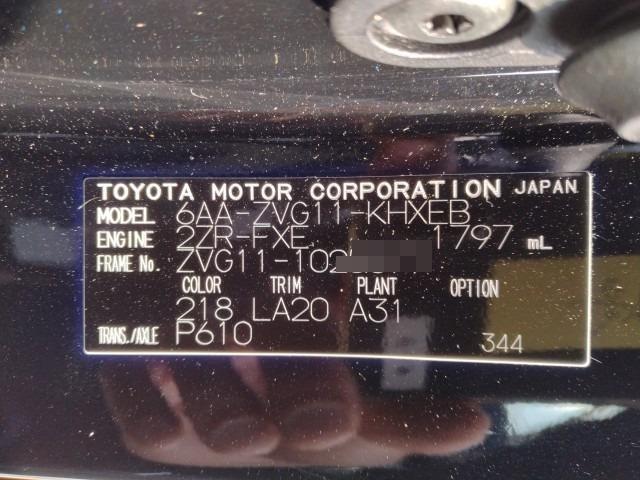 TOYOTA MOTOR CORPORATION JAPAN
MODEL 6AA-ZVG11-KHXEB
ENGINE 2ZR-FXE 1797 mL
FRAME No. ZVG11-102
COLOR TRIM PLANT OPTION
218 LA20 A31
TRANS./AXLE P610 344